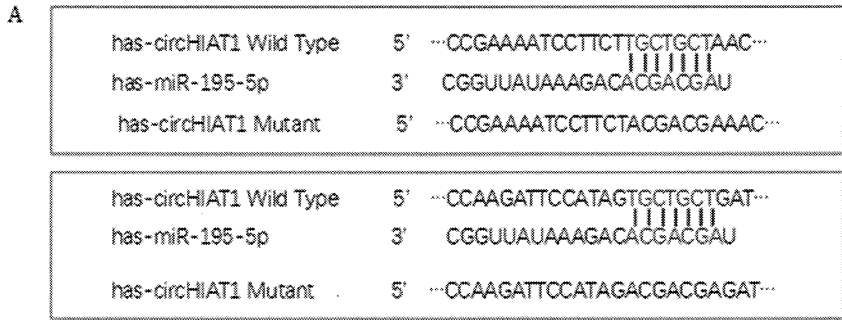 A
has-circHIAT1 Wild Type 5' ···CCGAAAATCCTTCTTGCTGCTAAC···
has-miR-195-5p 3' CGGUUAUAAAGACACGACGAU
has-circHIAT1 Mutant 5' ···CCGAAAATCCTTCTACGACGAAAC···
has-circHIAT1 Wild Type 5' ···CCAAGATTCCATAGTGCTGCTGAT···
has-miR-195-5p 3' CGGUUAUAAAGACACGACGAU
has-circHIAT1 Mutant 5' ···CCAAGATTCCATAGACGACGAGAT···